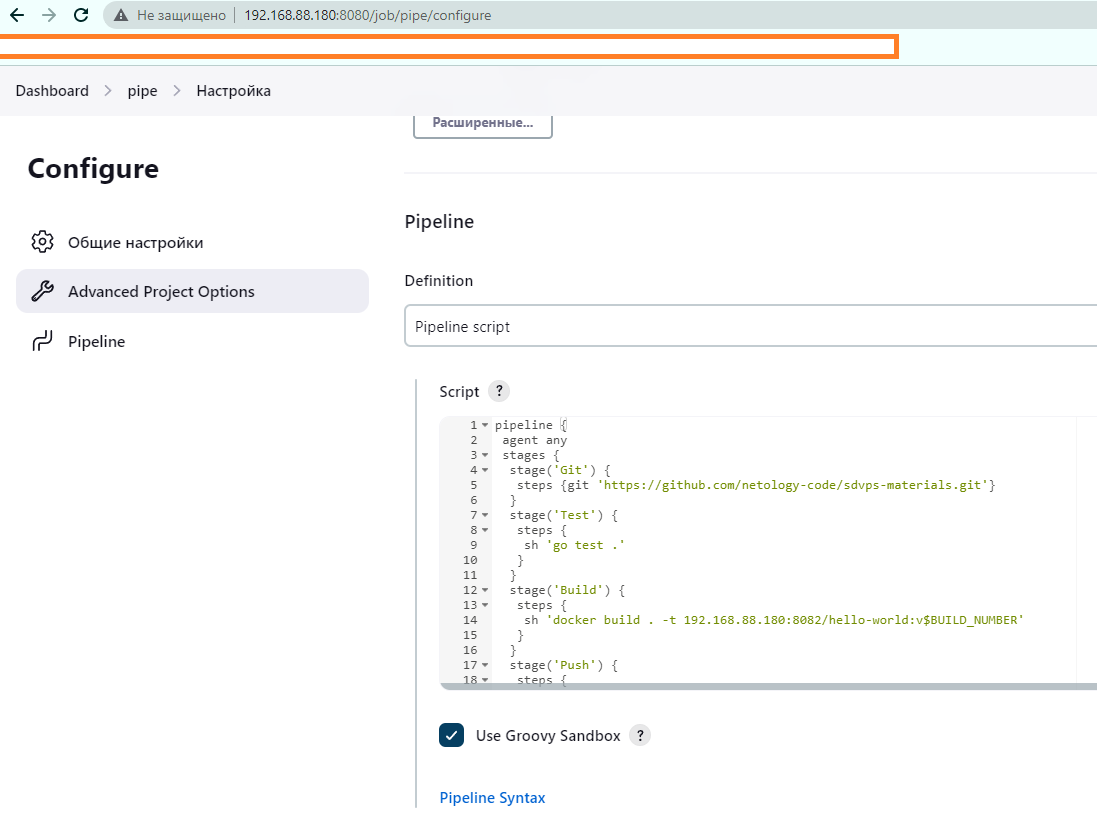 Не защищено 192.168.88.180:8080/job/pipe/configure
Dashboard > pipe > Настройка
Расширенные...
Configure
Общие настройки
Advanced Project Options
Pipeline
Pipeline
Definition
Pipeline script
Script ?
1 pipeline {
2 agent any
3 stages {
4 stage('Git') {
5 steps {git 'https://github.com/netology-code/sdvps-materials.git'}
6 }
7 stage('Test') {
8 steps {
9 sh 'go test .'
10 }
11 }
12 stage('Build') {
13 steps {
14 sh 'docker build . -t 192.168.88.180:8082/hello-world:v$BUILD_NUMBER'
15 }
16 }
17 stage('Push') {
18 steps {
Use Groovy Sandbox ?
Pipeline Syntax